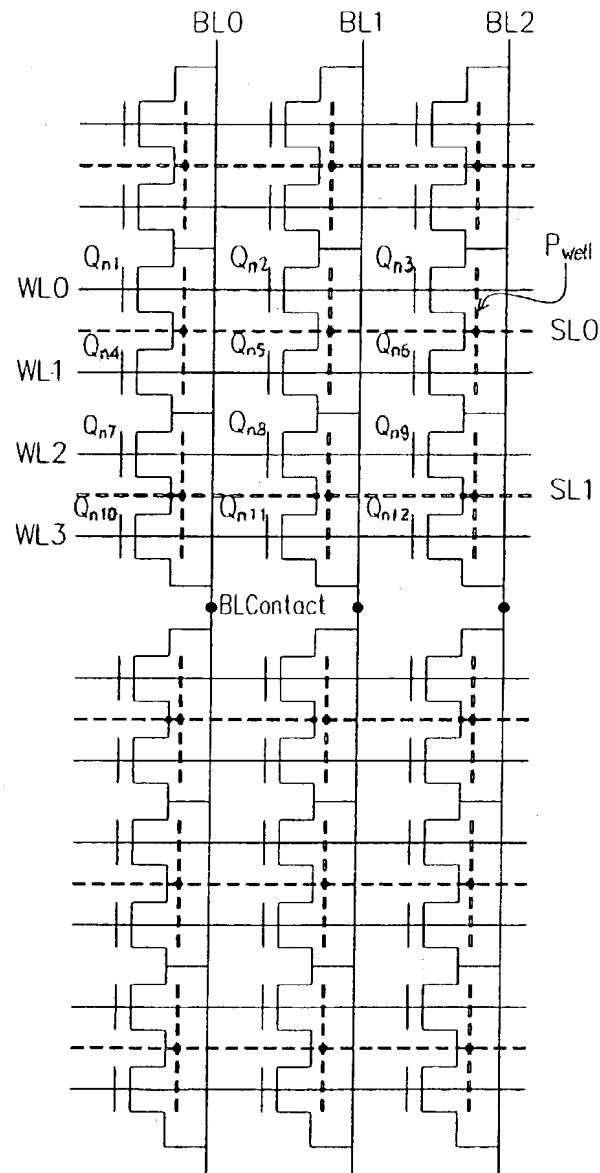 BL0 BL1 BL2
Qn1 Qn2 Qn3 Pwell
WL0
SL0
Qn4 Qn5 Qn6
WL1
Qn7 Qn8 Qn9
WL2
SL1
Qn10 Qn11 Qn12
WL3
BLContact